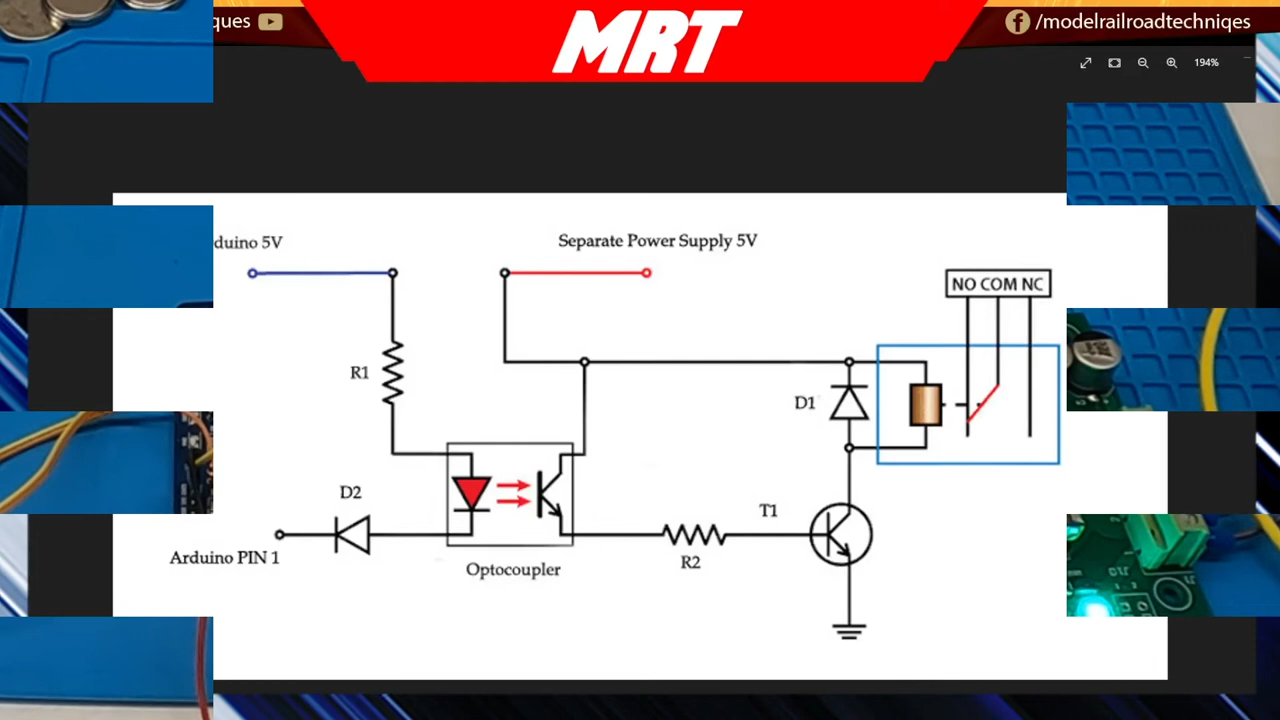 ques
MRT
/modelrailroadtechniqes
194%
duino 5V
Separate Power Supply 5V
NO COM NC
R1
D1
D2
T1
Arduino PIN 1
Optocoupler
R2